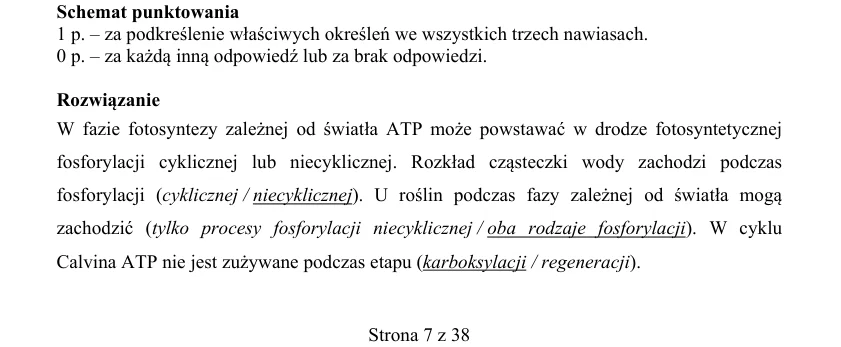 Schemat punktowania
1 p. – za podkreślenie właściwych określeń we wszystkich trzech nawiasach.
0 p. – za każdą inną odpowiedź lub za brak odpowiedzi.
Rozwiązanie
W fazie fotosyntezy zależnej od światła ATP może powstawać w drodze fotosyntetycznej
fosforylacji cyklicznej lub niecyklicznej. Rozkład cząsteczki wody zachodzi podczas
fosforylacji (cyklicznej / niecyklicznej). U roślin podczas fazy zależnej od światła mogą
zachodzić (tylko procesy fosforylacji niecyklicznej / oba rodzaje fosforylacji). W cyklu
Calvina ATP nie jest zużywane podczas etapu (karboksylacji / regeneracji).
Strona 7 z 38